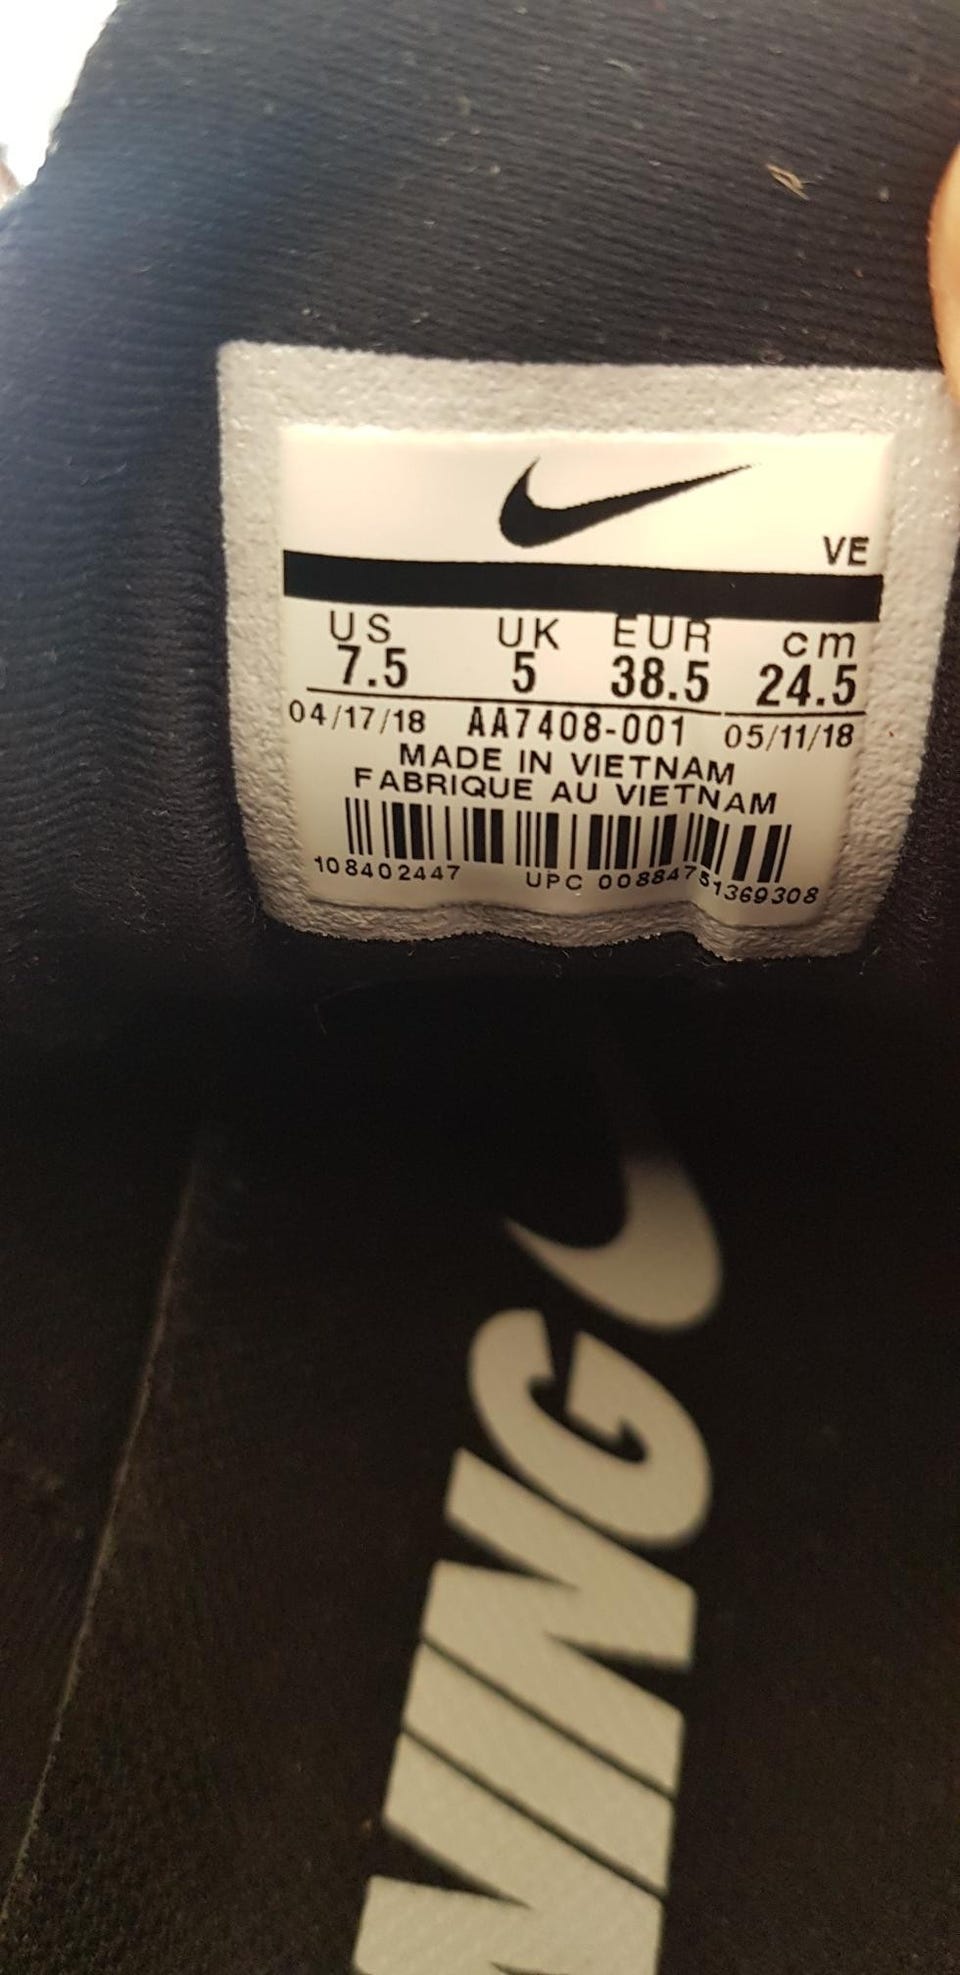 VE
US UK EUR cm
7.5 5 38.5 24.5
04/17/18 AA7408-001 05/11/18
MADE IN VIETNAM
FABRIQUE AU VIETNAM
108402447 UPC 00884751369308
NING